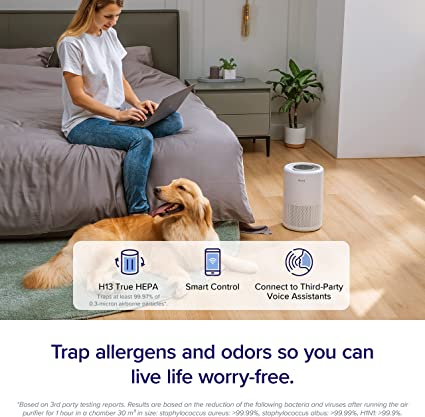 H13 True HEPA
Traps at least 99.97% of
0.3-micron airborne particles*.
Smart Control
Connect to Third-Party
Voice Assistants
Trap allergens and odors so you can
live life worry-free.
*Based on 3rd party testing reports. Results are based on the reduction of the following bacteria and viruses after running the air
purifier for 1 hour in a chamber 30 m³ in size: staphylococcus aureus: >99.99%, staphylococcus albus: >99.99%, H1N1: >99.9%.